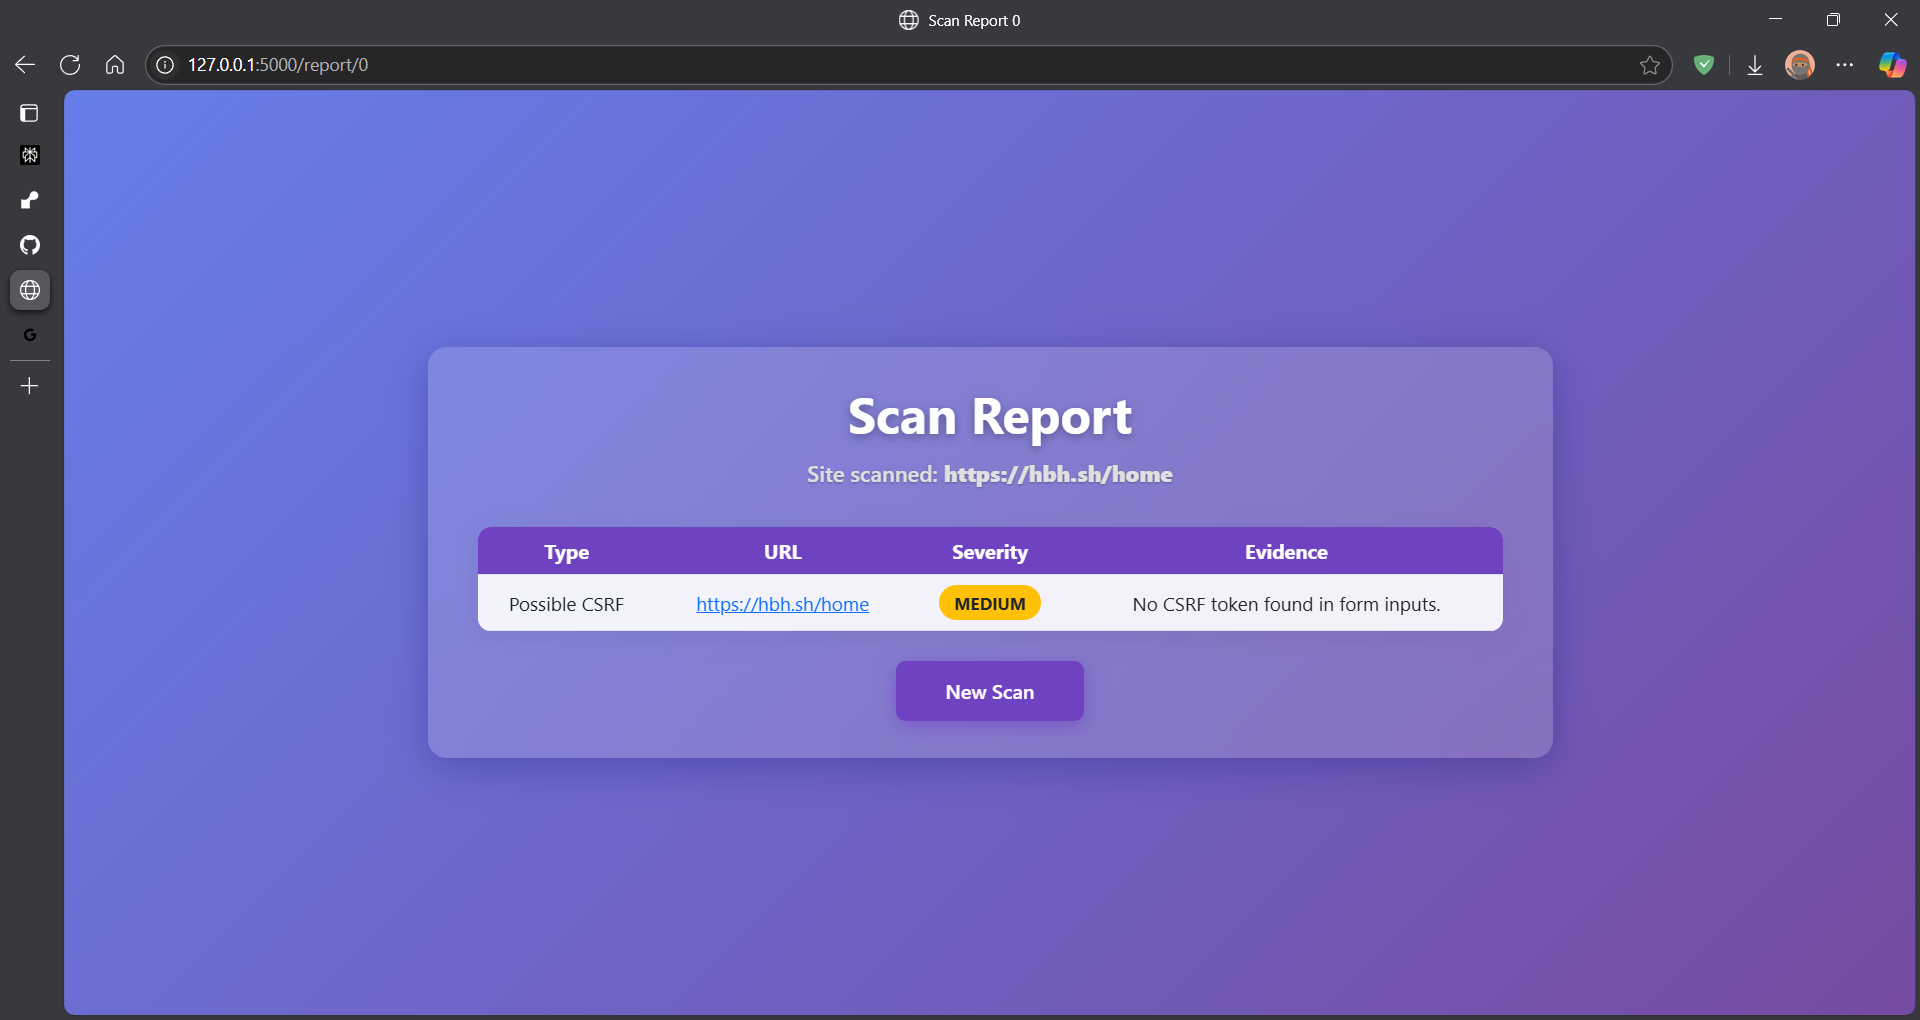 Scan Report 0
127.0.0.1:5000/report/0
Scan Report
Site scanned: https://hbh.sh/home
Type URL Severity Evidence
Possible CSRF https://hbh.sh/home MEDIUM No CSRF token found in form inputs.
New Scan